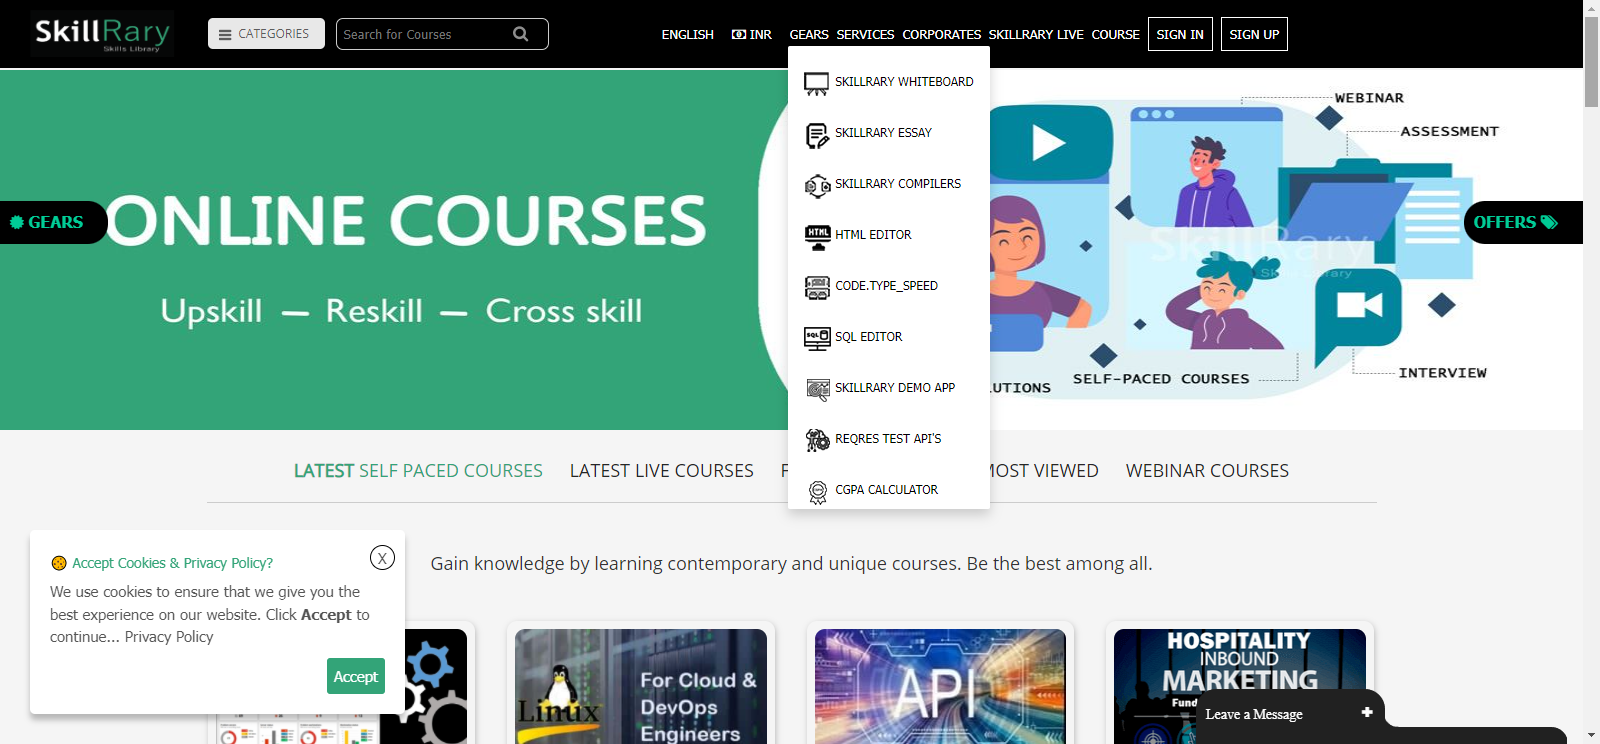 SkillRary
Skills Library
CATEGORIES
Search for Courses
ENGLISH
INR
GEARS
SERVICES
CORPORATES
SKILLRARY LIVE
COURSE
SIGN IN
SIGN UP
SKILLRARY WHITEBOARD
SKILLRARY ESSAY
SKILLRARY COMPILERS
HTML
HTML EDITOR
CODE.TYPE_SPEED
SQL
SQL EDITOR
SKILLRARY DEMO APP
REQRES TEST API'S
CGPA CALCULATOR
GEARS
ONLINE COURSES
Upskill — Reskill — Cross skill
WEBINAR
ASSESSMENT
SkillRary
OFFERS
INTERVIEW
SELF-PACED COURSES
LATEST SELF PACED COURSES
LATEST LIVE COURSES
MOST VIEWED
WEBINAR COURSES
Gain knowledge by learning contemporary and unique courses. Be the best among all.
Accept Cookies & Privacy Policy?
X
We use cookies to ensure that we give you the
best experience on our website. Click Accept to
continue... Privacy Policy
Accept
Linux
For Cloud &
DevOps
Engineers
API
HOSPITALITY
INBOUND
MARKETING
Leave a Message